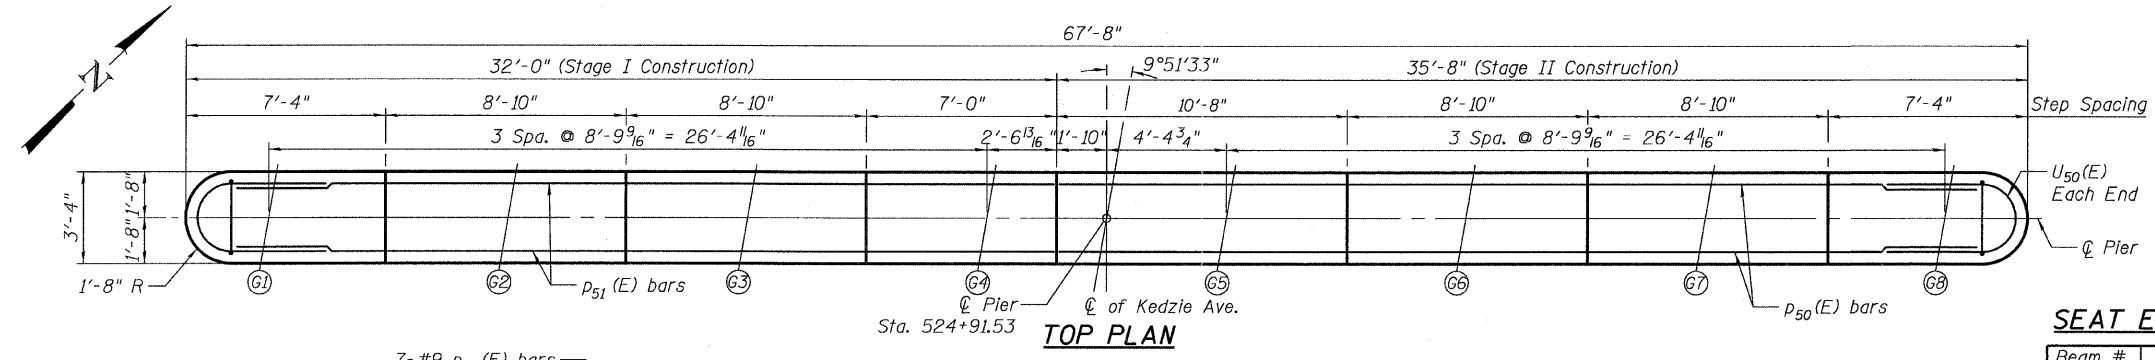 67'-8"
32'-0" (Stage I Construction)
9°51'33"
35'-8" (Stage II Construction)
N
7'-4"
8'-10"
8'-10"
7'-0"
10'-8"
8'-10"
8'-10"
7'-4"
Step Spacing
3 Spa. @ 8'-9 9/16" = 26'-4 11/16"
2'-6 13/16"
1'-10"
4'-4 3/4"
3 Spa. @ 8'-9 9/16" = 26'-4 11/16"
3'-4"
1'-8"
1'-8"
U50(E)
Each End
℄ Pier
1'-8" R
G1
G2
p51 (E) bars
G3
G4
G5
G6
G7
G8
℄ Pier
℄ of Kedzie Ave.
p50(E) bars
Sta. 524+91.53
TOP PLAN
SEAT E
7-#9 p (E) bars
Beam #